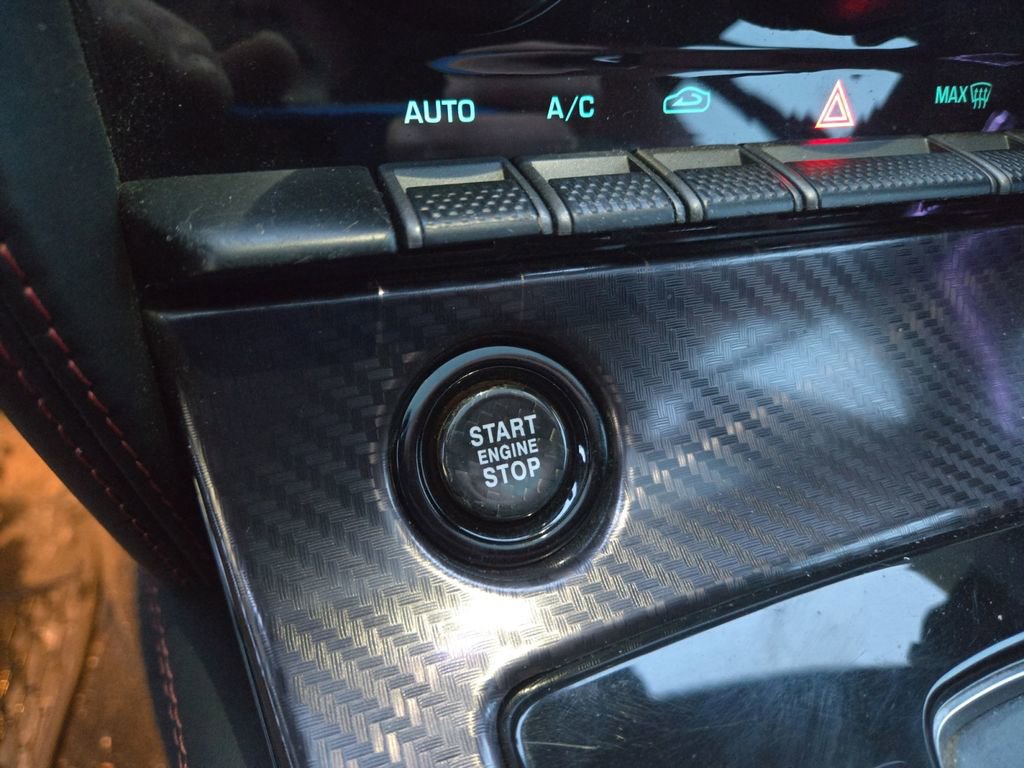 AUTO A/C MAX
START
ENGINE
STOP